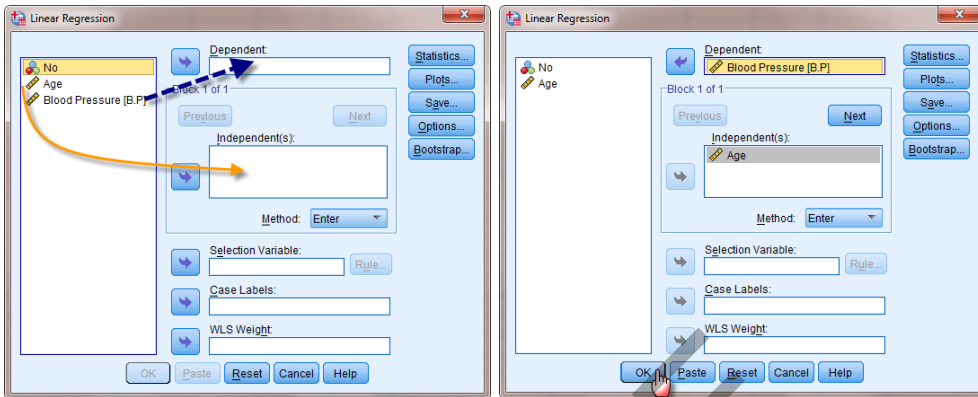 Linear Regression
No
Age
Blood Pressure [B.P]
Dependent:
Block 1 of 1
Previous
Next
Independent(s):
Method: Enter
Selection Variable:
Rule...
Case Labels:
WLS Weight:
OK Paste Reset Cancel Help
Statistics...
Plots...
Save...
Options...
Bootstrap...
Linear Regression
No
Age
Dependent:
Blood Pressure [B.P]
Block 1 of 1
Previous
Next
Independent(s):
Age
Method: Enter
Selection Variable:
Rule...
Case Labels:
WLS Weight:
OK Paste Reset Cancel Help
Statistics...
Plots...
Save...
Options...
Bootstrap...